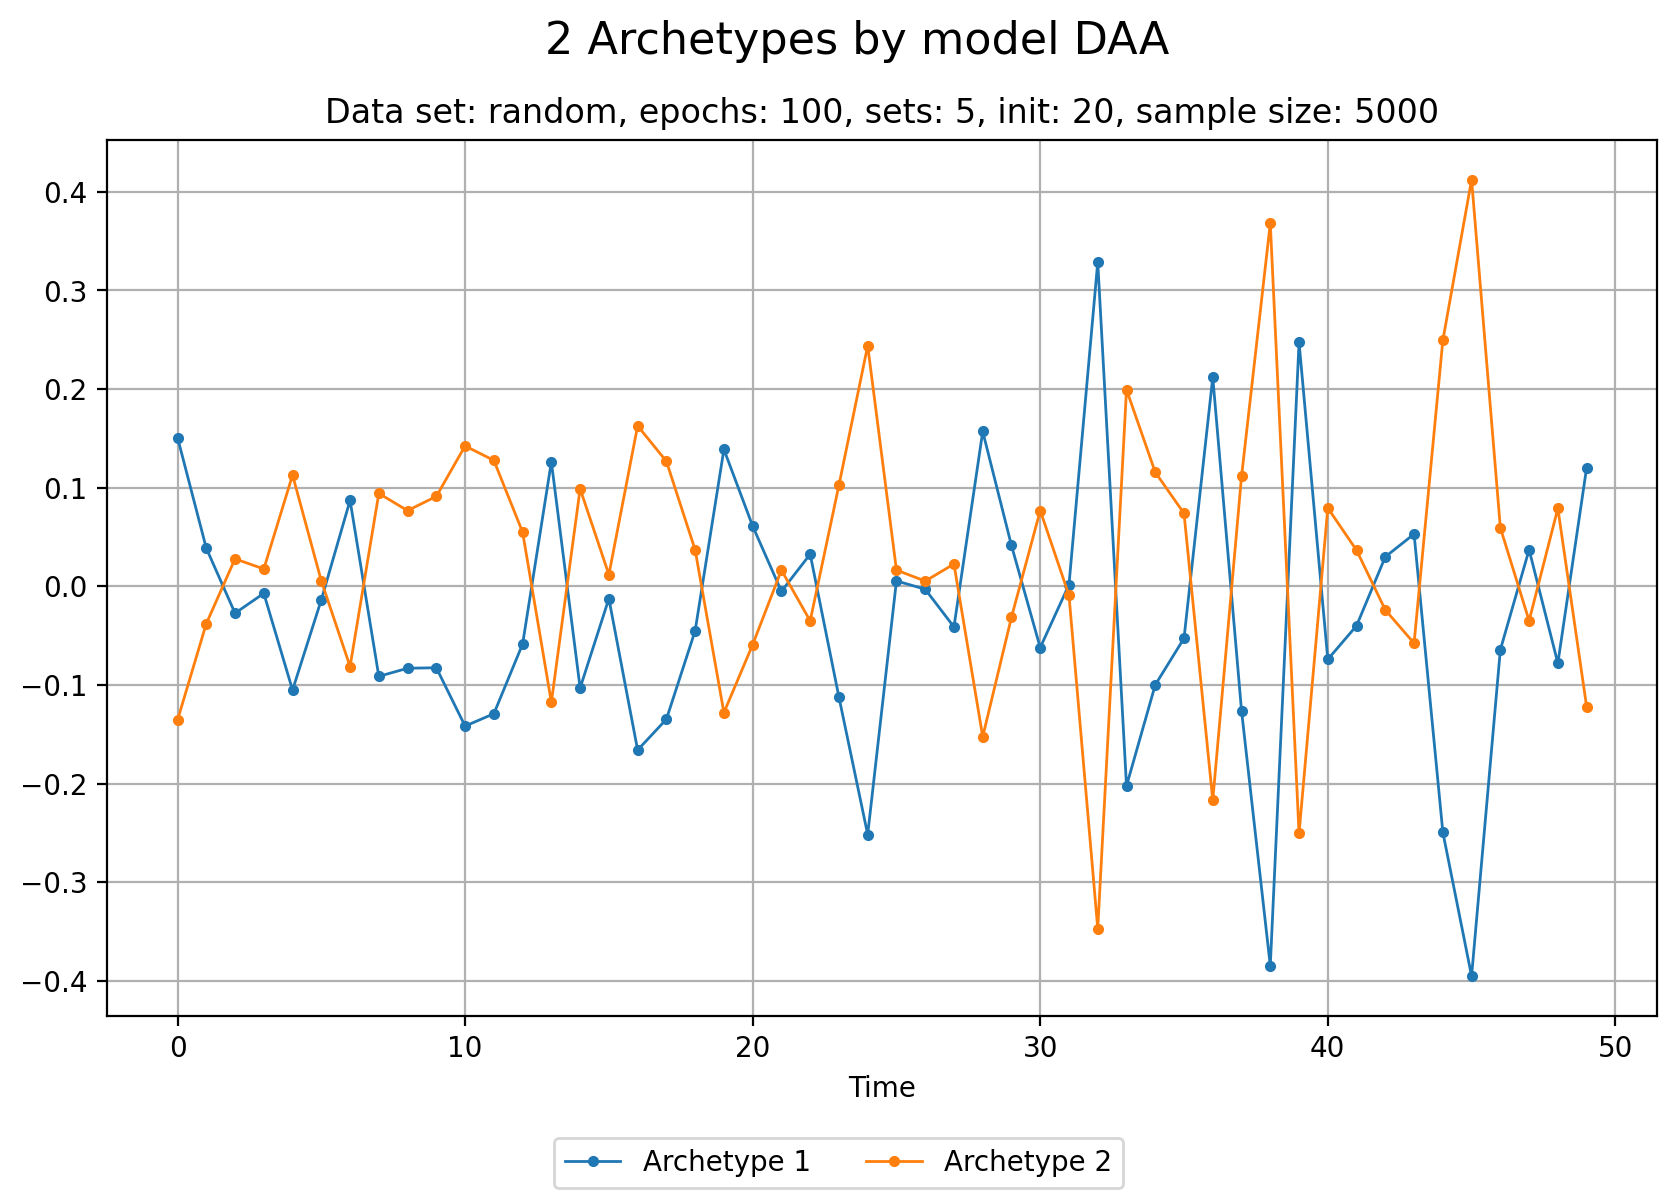 2 Archetypes by model DAA
Data set: random, epochs: 100, sets: 5, init: 20, sample size: 5000
0.4
0.3
0.2
0.1
0.0
−0.1
−0.2
−0.3
−0.4
0 10 20 30 40 50
Time
Archetype 1 Archetype 2